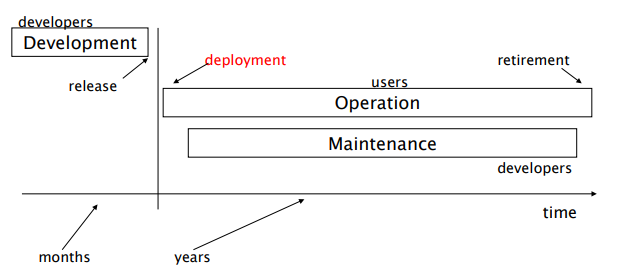 developers
Development
release
deployment
retirement
users
Operation
Maintenance
developers
time
months
years